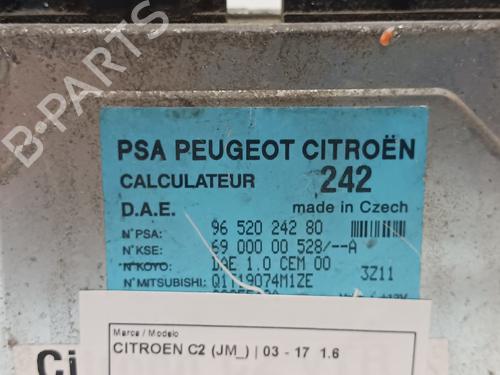 B-PARTS
PSA PEUGEOT CITROËN
CALCULATEUR 242
D.A.E. made in Czech
N°PSA: 96 520 242 80
N°KSE: 69 000 00 528/--A
N°KOYO: DAE 1.0 CEM 00 3Z11
N°MITSUBISHI: Q1T19074M1ZE
Marca / Modelo
CITROEN C2 (JM_) | 03 - 17 1.6
Ci